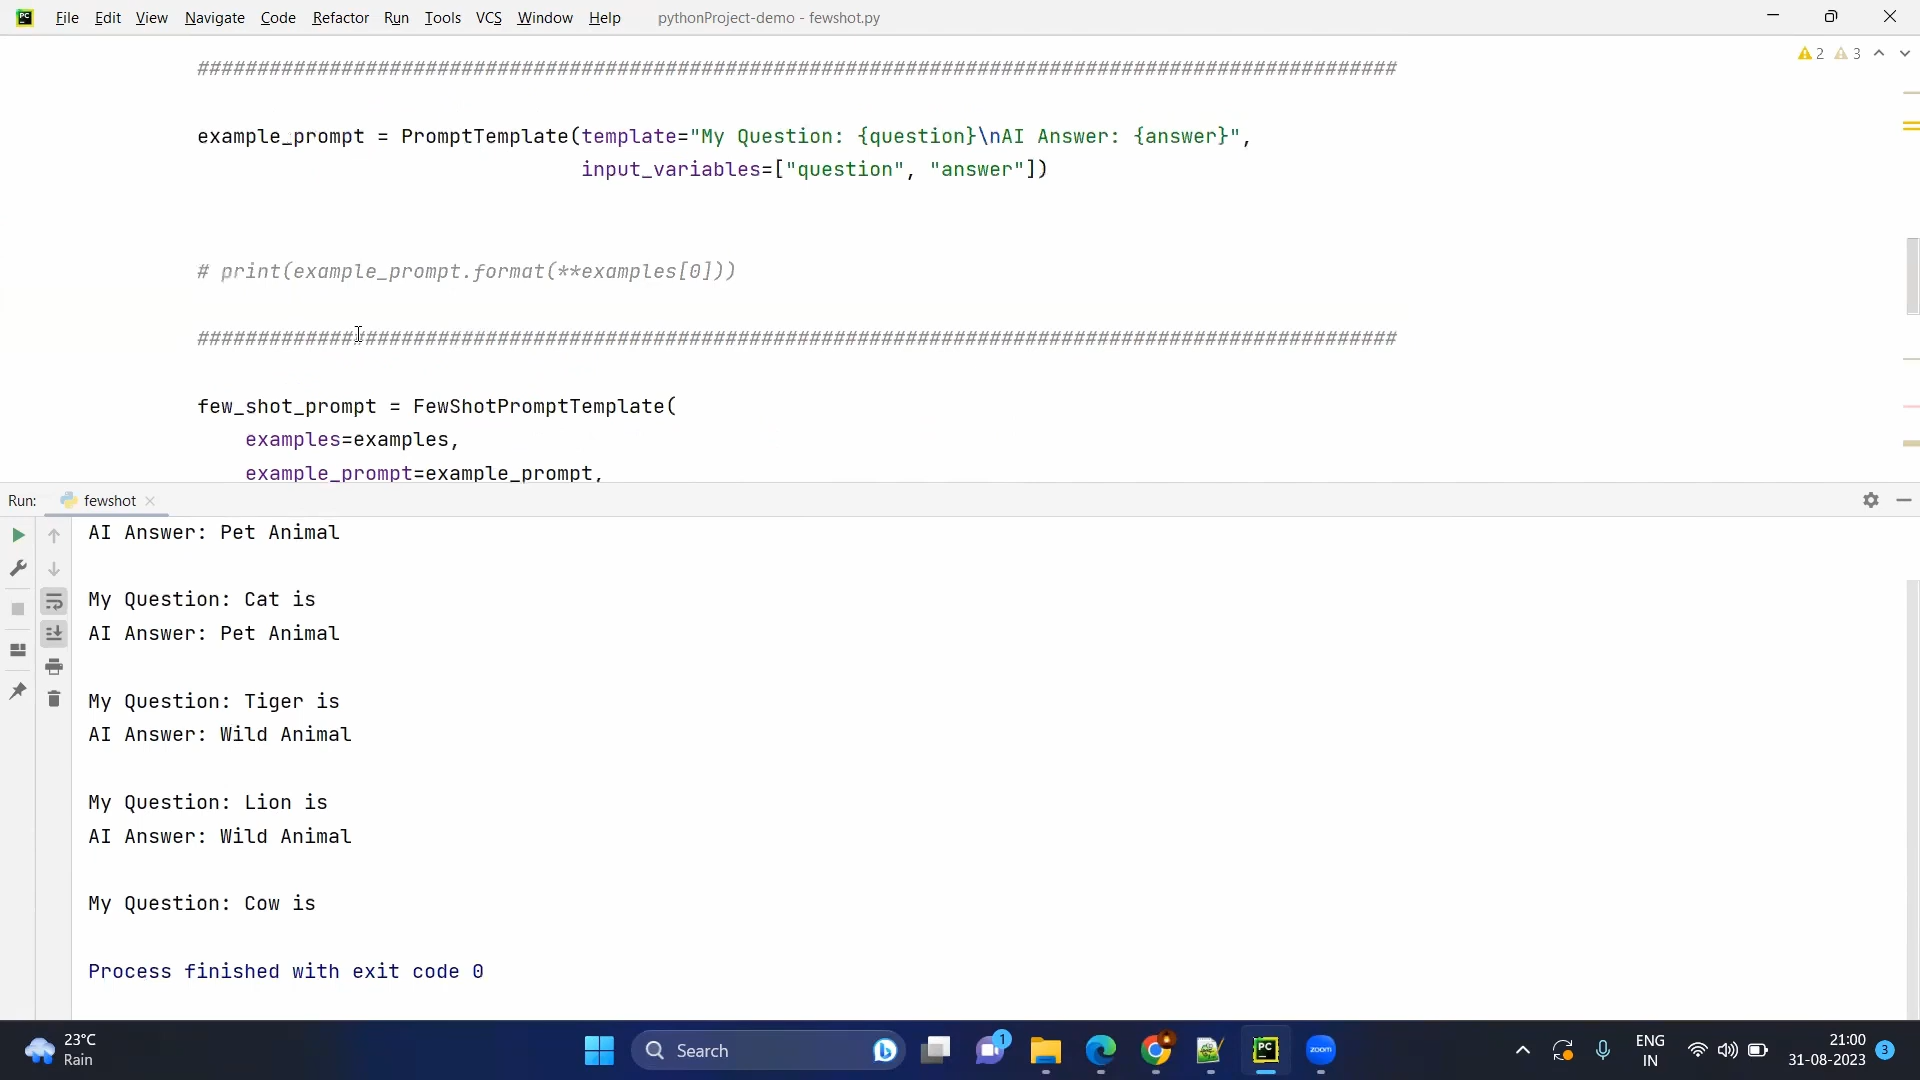 PC File Edit View Navigate Code Refactor Run Tools VCS Window Help pythonProject-demo - fewshot.py
2 3
####################################################################################################
example_prompt = PromptTemplate(template="My Question: {question}\nAI Answer: {answer}",
input_variables=["question", "answer"])
# print(example_prompt.format(**examples[0]))
####################################################################################################
few_shot_prompt = FewShotPromptTemplate(
examples=examples,
example_prompt=example_prompt,
Run: fewshot
AI Answer: Pet Animal
My Question: Cat is
AI Answer: Pet Animal
My Question: Tiger is
AI Answer: Wild Animal
My Question: Lion is
AI Answer: Wild Animal
My Question: Cow is
Process finished with exit code 0
23°C
Rain
Search
1
PC
zoom
ENG
IN
21:00
31-08-2023
3